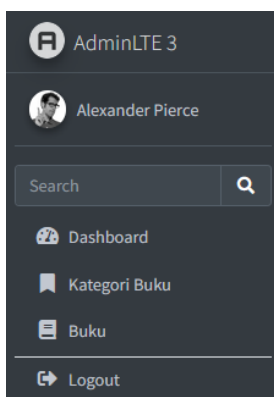 AdminLTE 3
Alexander Pierce
Search
Dashboard
Kategori Buku
Buku
Logout